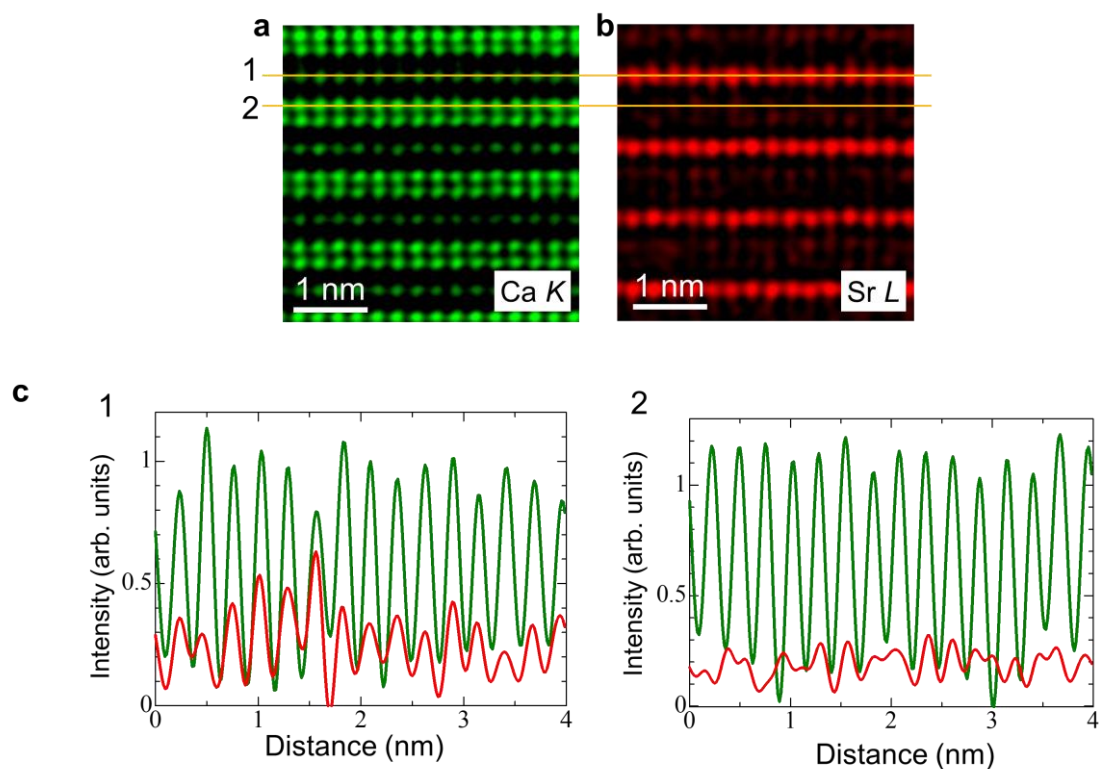 a
b
1
2
1 nm
Ca K
1 nm
Sr L
c
1
Intensity (arb. units)
1
0.5
0
0
1
2
3
4
Distance (nm)
2
Intensity (arb. units)
1
0.5
0
0
1
2
3
4
Distance (nm)